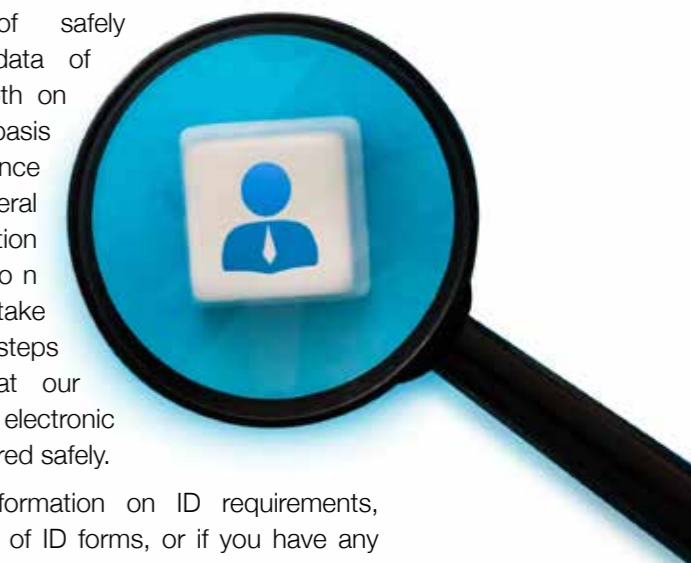 of safely
data of
th on
basis
nce
eral
tion
o n
take
steps
at our
electronic
red safely.
formation on ID requirements,
of ID forms, or if you have any